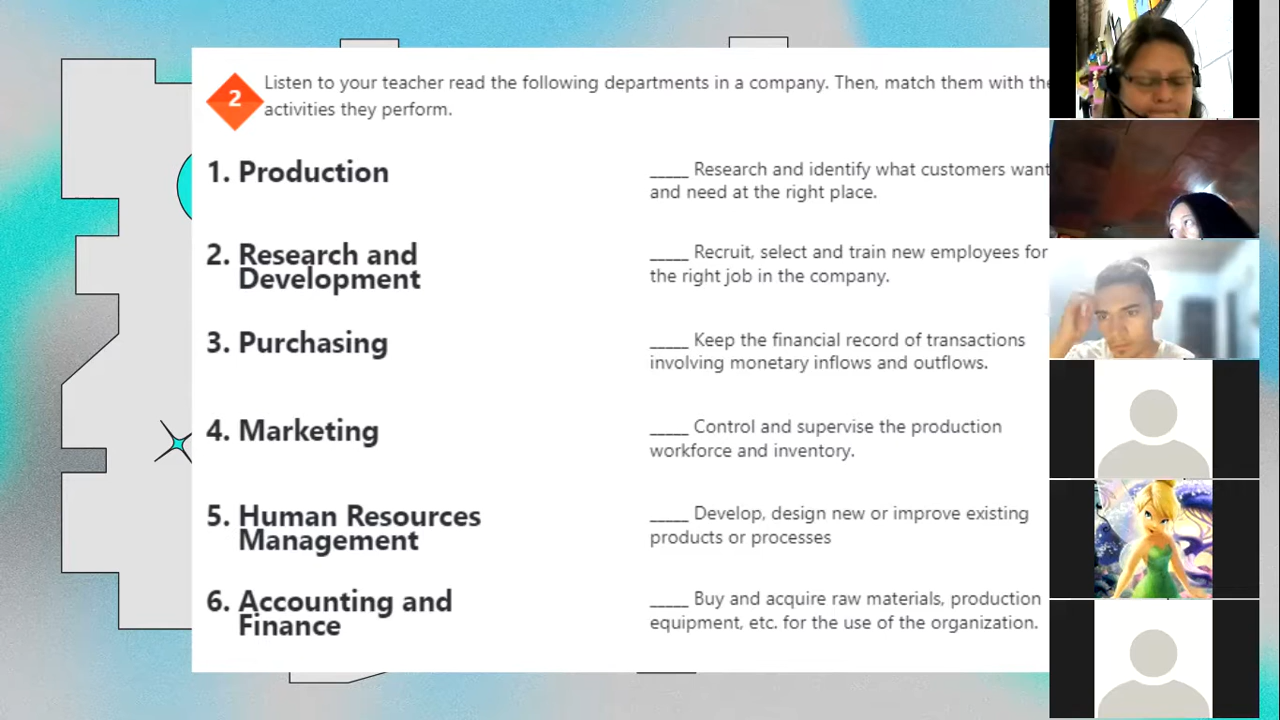 2
Listen to your teacher read the following departments in a company. Then, match them with the
activities they perform.
1. Production
_____ Research and identify what customers want
and need at the right place.
2. Research and
Development
_____ Recruit, select and train new employees for
the right job in the company.
3. Purchasing
_____ Keep the financial record of transactions
involving monetary inflows and outflows.
4. Marketing
_____ Control and supervise the production
workforce and inventory.
5. Human Resources
Management
_____ Develop, design new or improve existing
products or processes
6. Accounting and
Finance
_____ Buy and acquire raw materials, production
equipment, etc. for the use of the organization.